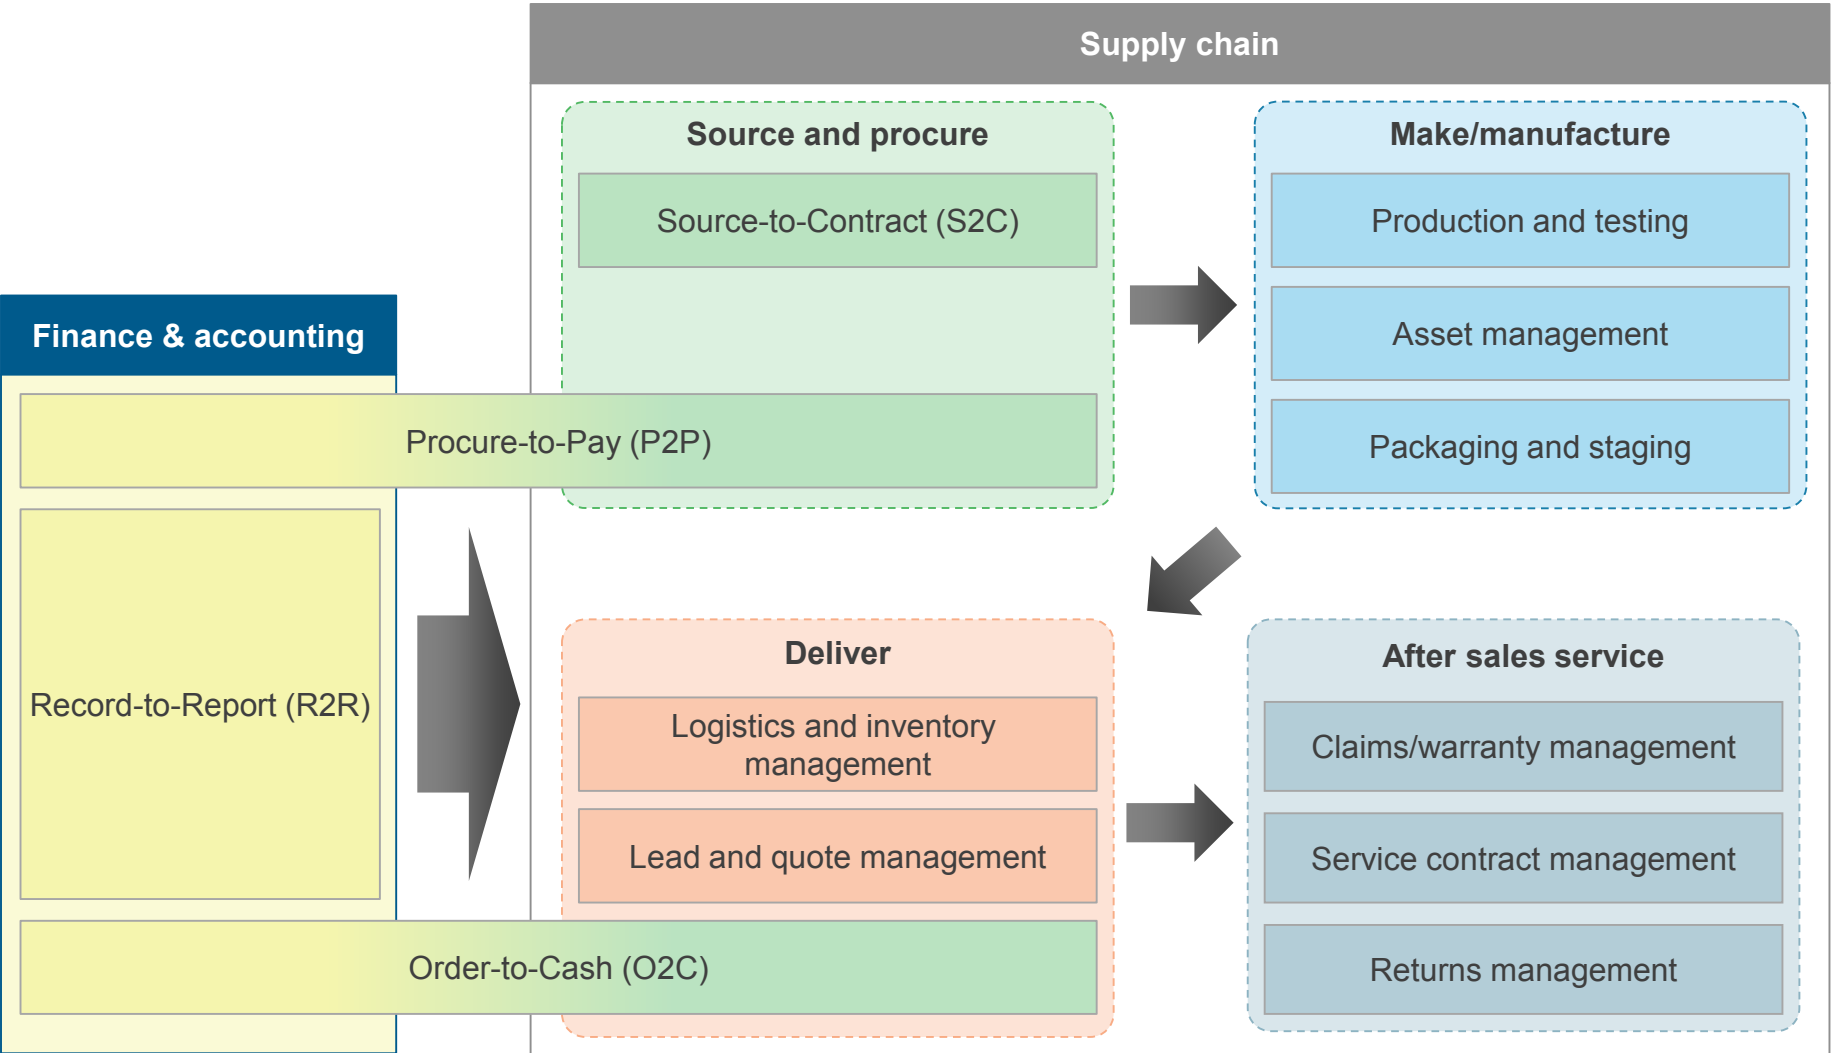 Supply chain
Source and procure
Source-to-Contract (S2C)
Make/manufacture
Production and testing
Asset management
Packaging and staging
Finance & accounting
Procure-to-Pay (P2P)
Record-to-Report (R2R)
Deliver
Logistics and inventory
management
Lead and quote management
Order-to-Cash (O2C)
After sales service
Claims/warranty management
Service contract management
Returns management